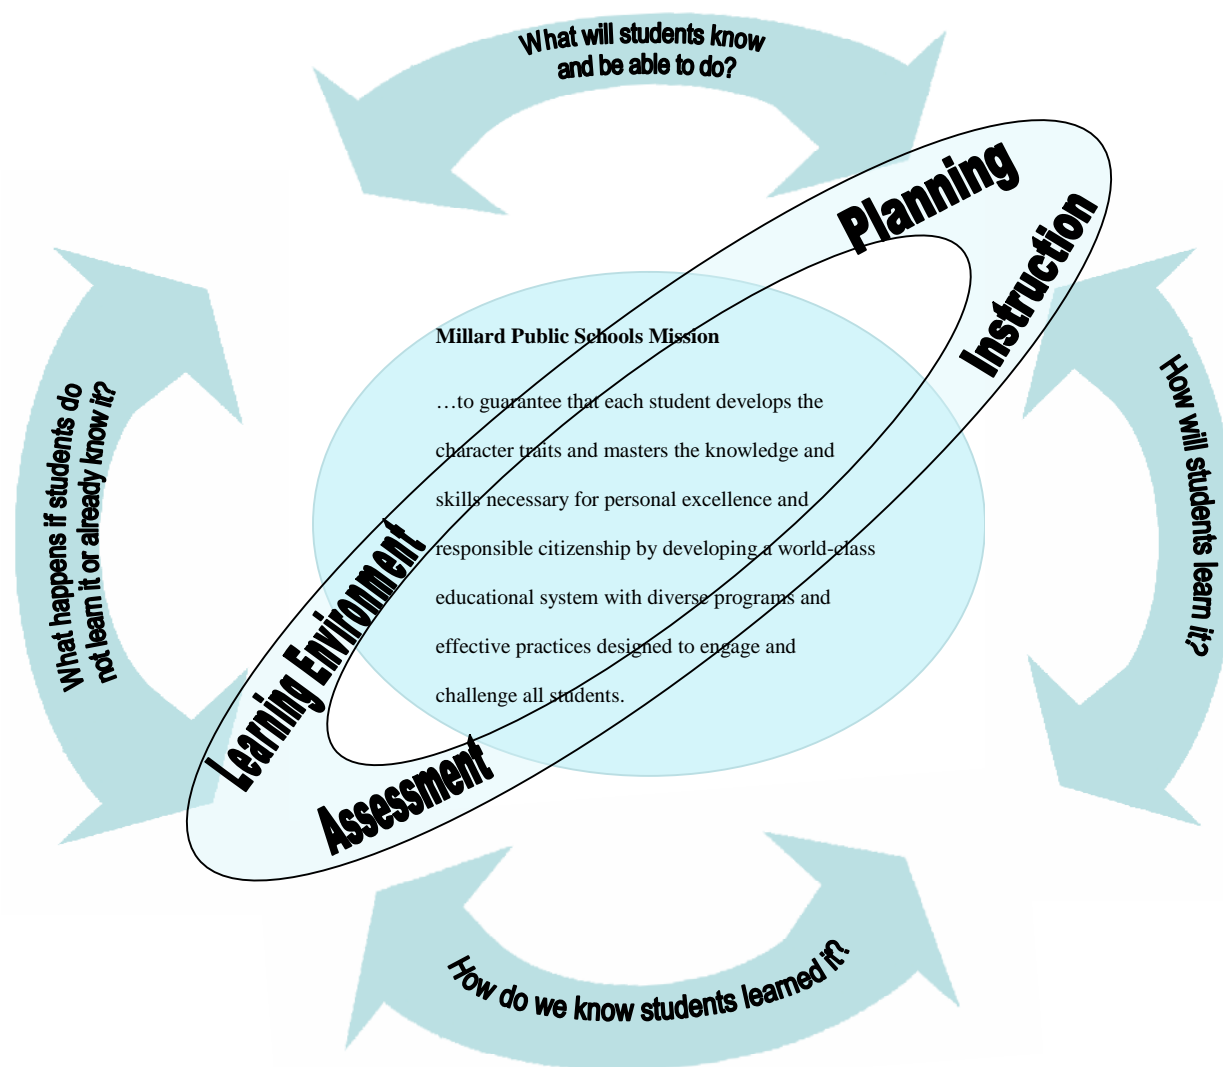 What will students know
and be able to do?
Planning
Instruction
Millard Public Schools Mission
…to guarantee that each student develops the
character traits and masters the knowledge and
skills necessary for personal excellence and
responsible citizenship by developing a world-class
educational system with diverse programs and
effective practices designed to engage and
challenge all students.
How will students learn it?
What happens if students do
not learn it or already know it?
Learning Environment
Assessment
How do we know students learned it?